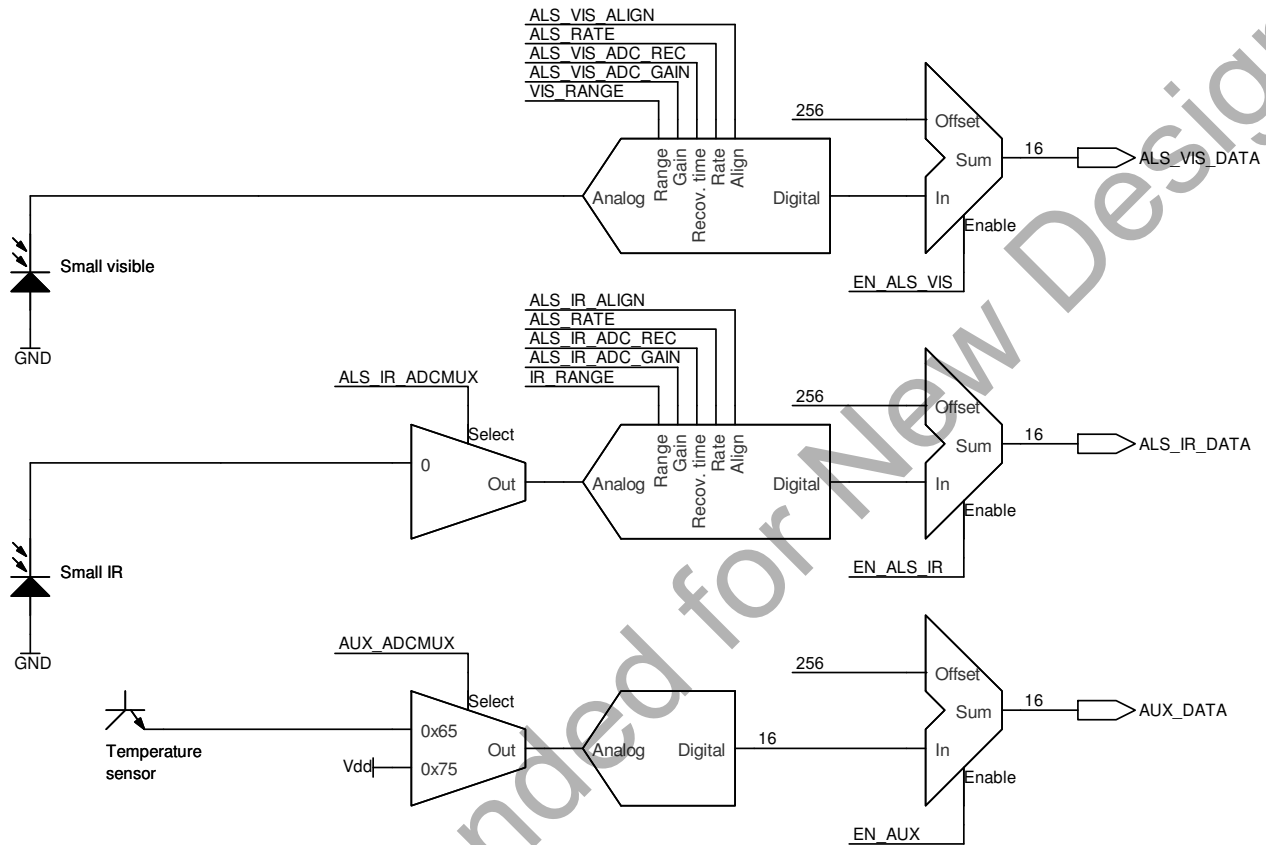 ALS_VIS_ALIGN
ALS_RATE
ALS_VIS_ADC_REC
ALS_VIS_ADC_GAIN
VIS_RANGE
256
Offset
Range
Gain
Recov. time
Rate
Align
Sum
16
ALS_VIS_DATA
Analog
Digital
In
Enable
Small visible
EN_ALS_VIS
GND
ALS_IR_ALIGN
ALS_RATE
ALS_IR_ADC_REC
ALS_IR_ADC_GAIN
IR_RANGE
ALS_IR_ADCMUX
256
Offset
Select
Range
Gain
Recov. time
Rate
Align
Sum
16
ALS_IR_DATA
0
Out
Analog
Digital
In
Enable
Small IR
EN_ALS_IR
GND
AUX_ADCMUX
256
Offset
Select
Sum
16
AUX_DATA
0x65
Out
Analog
Digital
16
In
Temperature
sensor
Vdd
0x75
Enable
EN_AUX
nded for New Desig